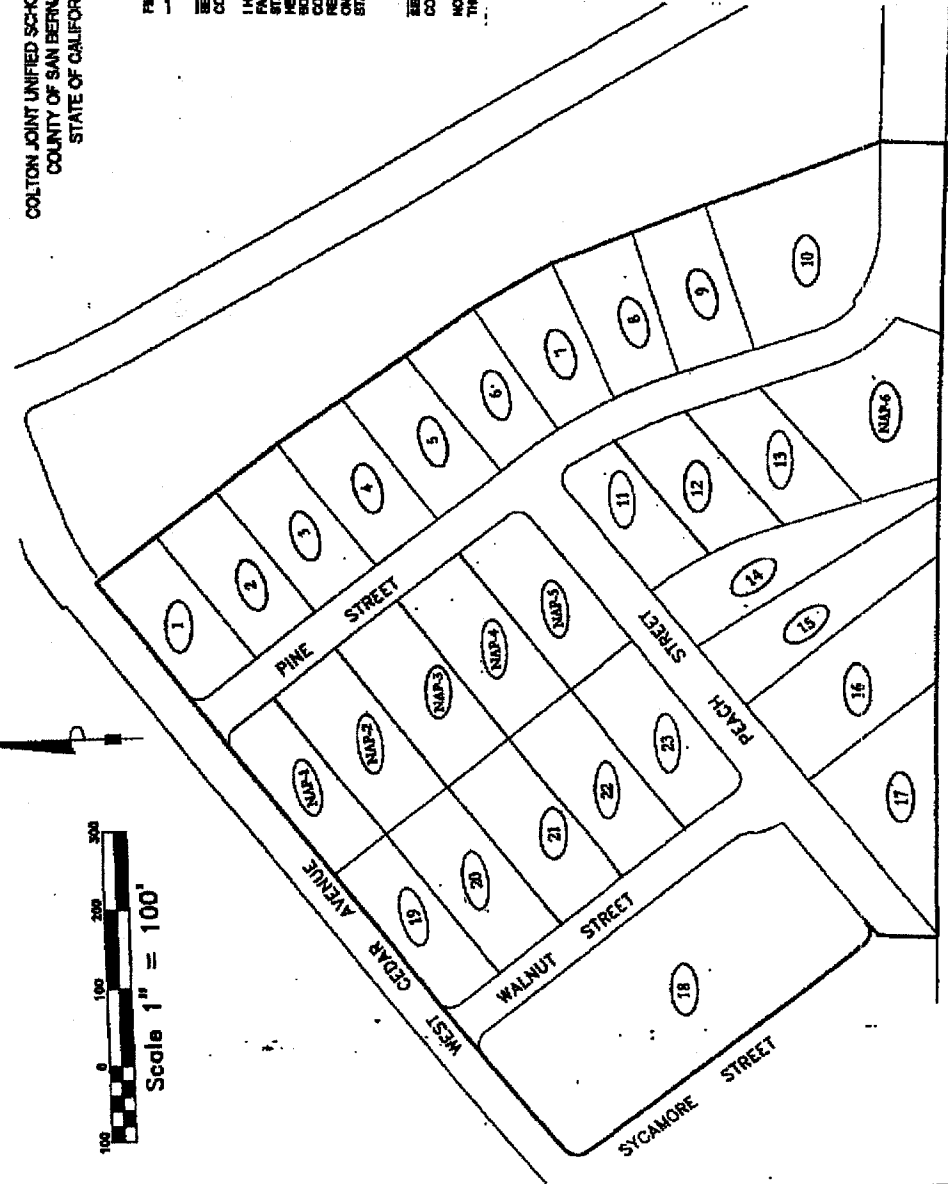 COLTON JOINT UNIFIED SCHO
COUNTY OF SAN BERN
STATE OF CALIFOR
100 0 100 200 300
Scale 1" = 100'
WEST CEDAR AVENUE
PINE STREET
WALNUT STREET
PEACH STREET
SYCAMORE STREET
1
2
3
4
5
6
7
8
9
10
11
12
13
14
15
16
17
18
19
20
21
22
23
NAP-1
NAP-2
NAP-3
NAP-4
NAP-5
NAP-6